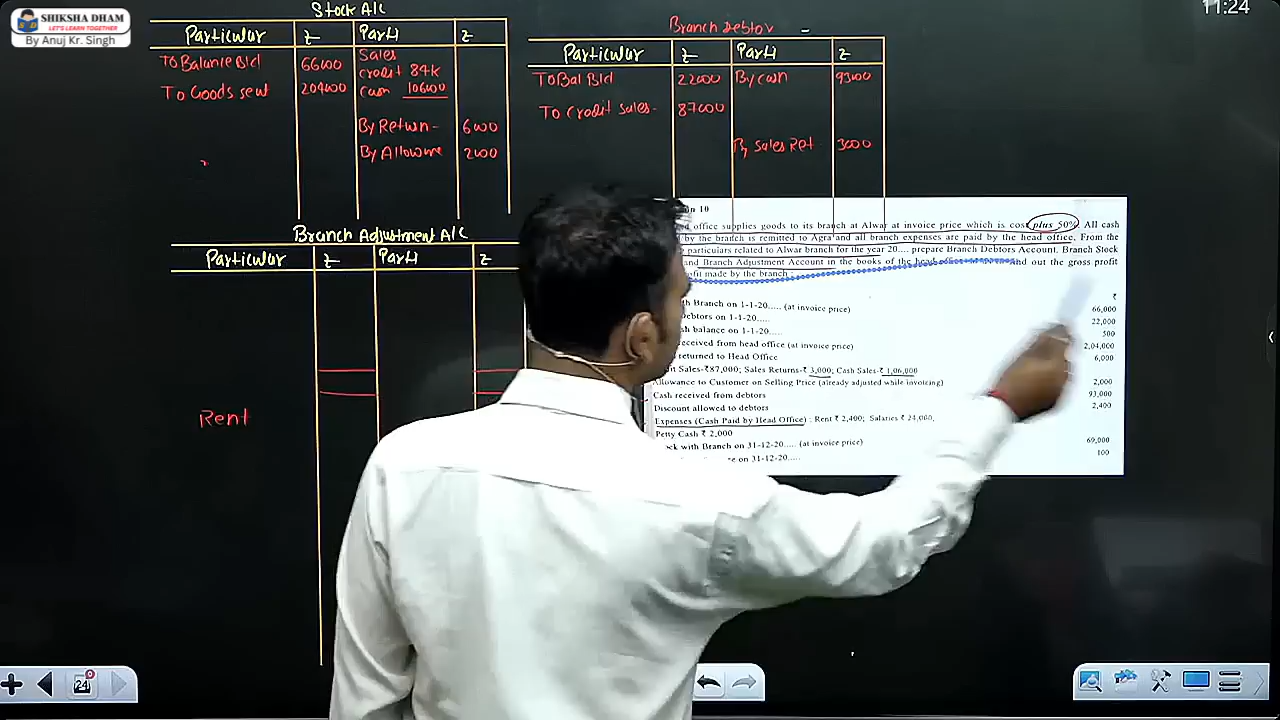 SHIKSHA DHAM
LET'S LEARN TOGETHER
By Anuj Kr. Singh
11:24
Stock A/c
Particular ₹ Parti ₹
To Balance B/d 66000 Sales
credit 84K
To Goods sent 204000 cash 106000
By Return 6000
By Allowne 2000
Branch Debtor
Particular ₹ Parti ₹
To Bal B/d 22000 By cash 93000
To Credit Sales 87000
By Sales Ret 3000
Branch Adjustment A/C
Particular ₹ Parti ₹
Rent
on 10
office supplies goods to its branch at Alwar at invoice price which is cost plus 50%. All cash
by the branch is remitted to Agra and all branch expenses are paid by the head office. From the
particulars related to Alwar branch for the year 20.... prepare Branch Debtors Account, Branch Stock
and Branch Adjustment Account in the books of the head office and out the gross profit
made by the branch :
₹
Branch on 1-1-20..... (at invoice price) 66,000
Debtors on 1-1-20..... 22,000
balance on 1-1-20..... 500
received from head office (at invoice price) 2,04,000
returned to Head Office 6,000
Sales-₹87,000; Sales Returns-₹ 3,000; Cash Sales-₹ 1,06,000
Allowance to Customer on Selling Price (already adjusted while invoicing) 2,000
Cash received from debtors 93,000
Discount allowed to debtors 2,400
Expenses (Cash Paid by Head Office) : Rent ₹ 2,400; Salaries ₹ 24,000,
Petty Cash ₹ 2,000
with Branch on 31-12-20..... (at invoice price) 69,000
on 31-12-20..... 100
24